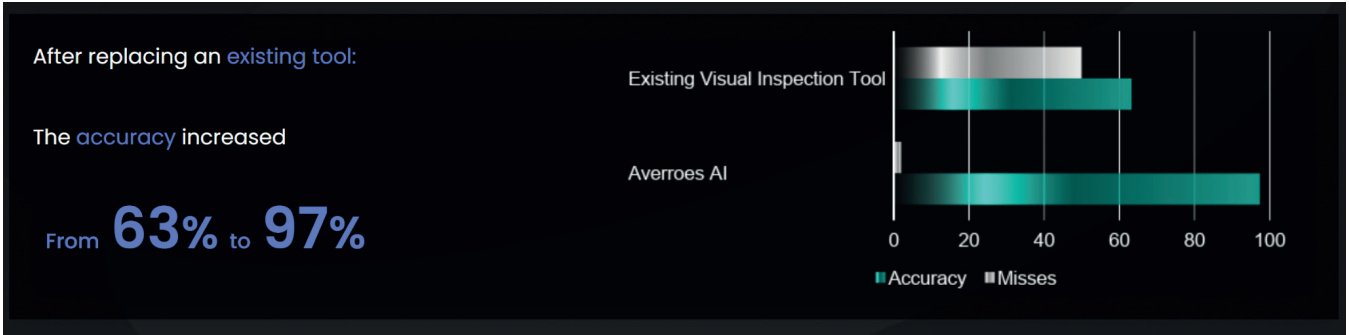 After replacing an existing tool:
The accuracy increased
From 63% to 97%
Existing Visual Inspection Tool
Averroes AI
0 20 40 60 80 100
Accuracy Misses